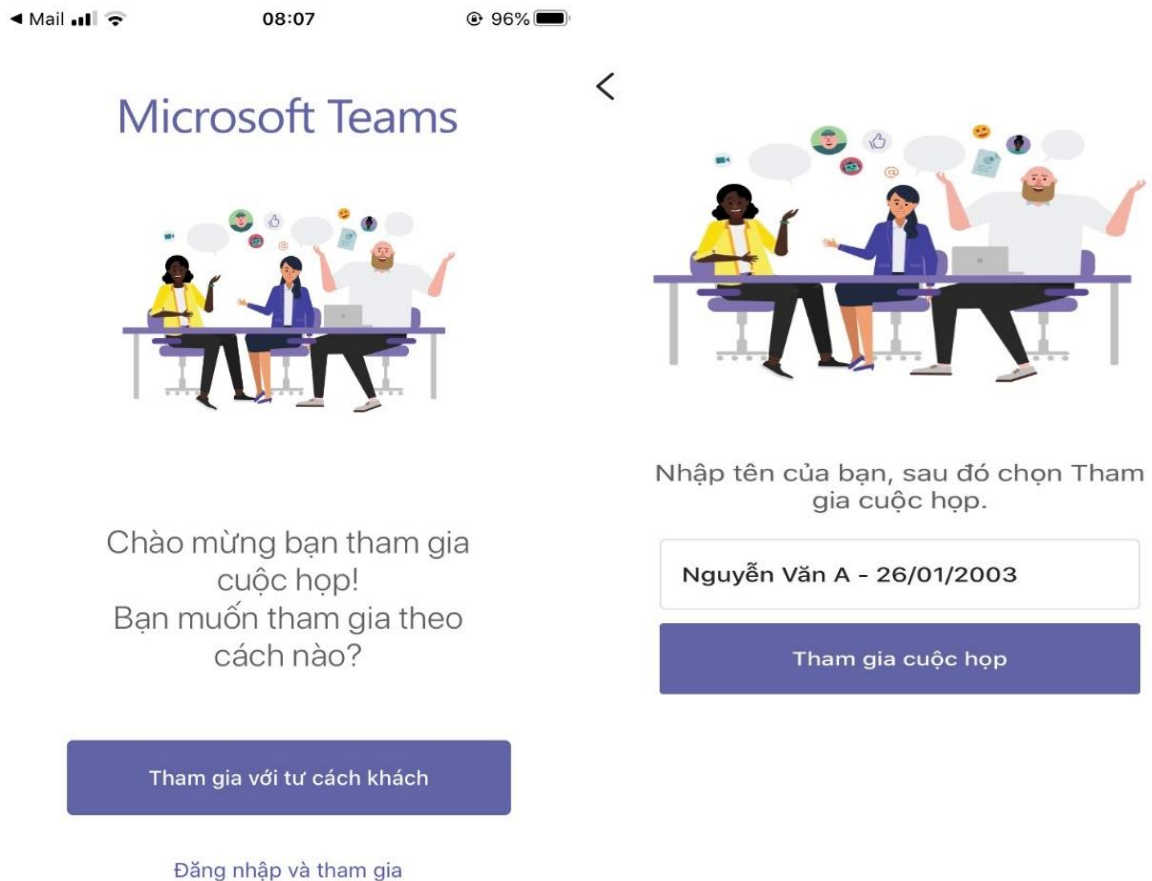 Mail
08:07
96%
Microsoft Teams
@
Chào mừng bạn tham gia
cuộc họp!
Bạn muốn tham gia theo
cách nào?
Tham gia với tư cách khách
Đăng nhập và tham gia
@
Nhập tên của bạn, sau đó chọn Tham
gia cuộc họp.
Nguyễn Văn A - 26/01/2003
Tham gia cuộc họp